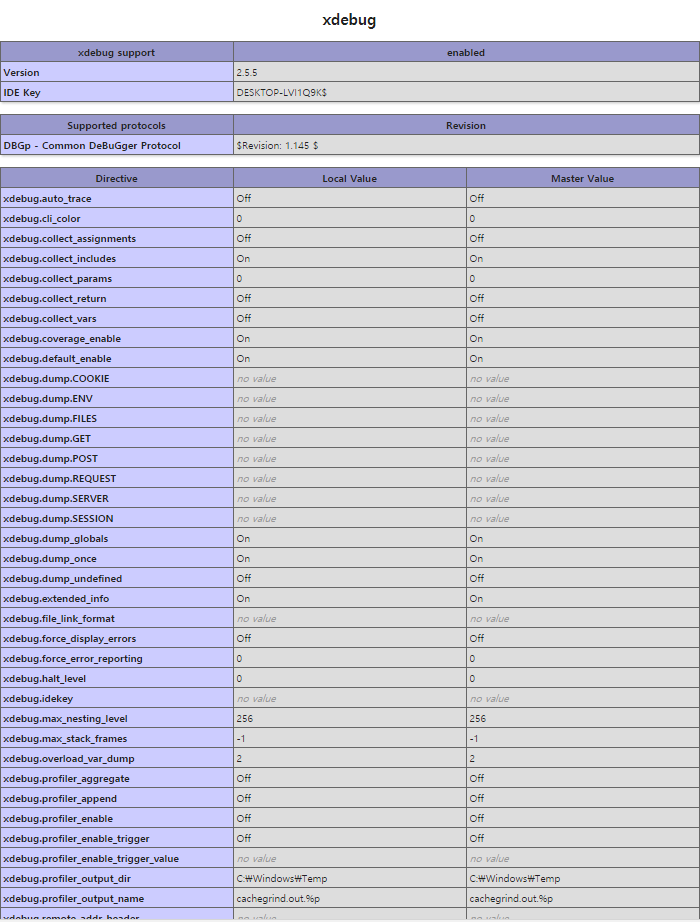 xdebug
xdebug support enabled
Version 2.5.5
IDE Key DESKTOP-LVI1Q9K$
Supported protocols Revision
DBGp - Common DeBuGger Protocol $Revision: 1.145 $
Directive Local Value Master Value
xdebug.auto_trace Off Off
xdebug.cli_color 0 0
xdebug.collect_assignments Off Off
xdebug.collect_includes On On
xdebug.collect_params 0 0
xdebug.collect_return Off Off
xdebug.collect_vars Off Off
xdebug.coverage_enable On On
xdebug.default_enable On On
xdebug.dump.COOKIE no value no value
xdebug.dump.ENV no value no value
xdebug.dump.FILES no value no value
xdebug.dump.GET no value no value
xdebug.dump.POST no value no value
xdebug.dump.REQUEST no value no value
xdebug.dump.SERVER no value no value
xdebug.dump.SESSION no value no value
xdebug.dump_globals On On
xdebug.dump_once On On
xdebug.dump_undefined Off Off
xdebug.extended_info On On
xdebug.file_link_format no value no value
xdebug.force_display_errors Off Off
xdebug.force_error_reporting 0 0
xdebug.halt_level 0 0
xdebug.idekey no value no value
xdebug.max_nesting_level 256 256
xdebug.max_stack_frames -1 -1
xdebug.overload_var_dump 2 2
xdebug.profiler_aggregate Off Off
xdebug.profiler_append Off Off
xdebug.profiler_enable Off Off
xdebug.profiler_enable_trigger Off Off
xdebug.profiler_enable_trigger_value no value no value
xdebug.profiler_output_dir C:₩Windows₩Temp C:₩Windows₩Temp
xdebug.profiler_output_name cachegrind.out.%p cachegrind.out.%p
xdebug.remote_addr_header no value no value